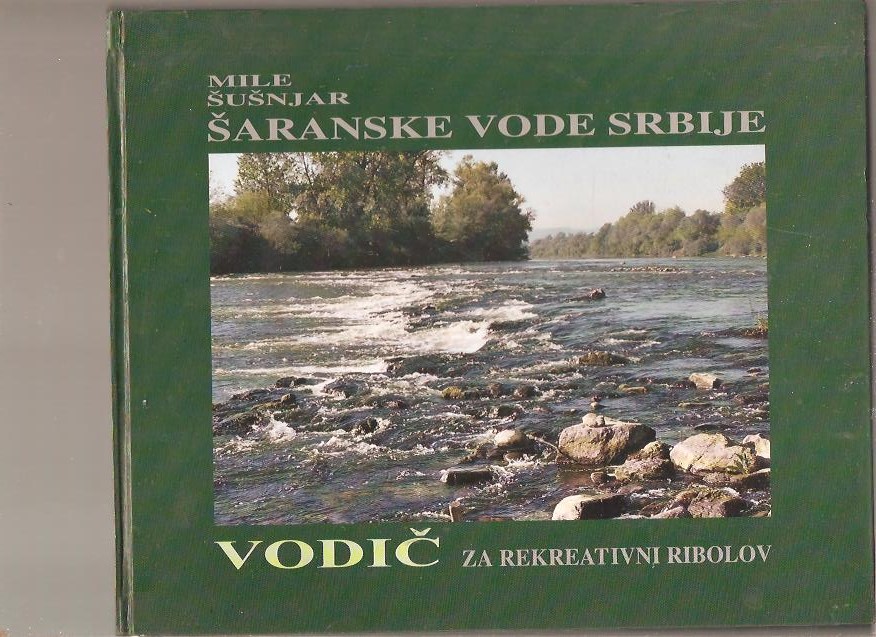 MILE
ŠUŠNJAR
ŠARANSKE VODE SRBIJE
VODIČ ZA REKREATIVNI RIBOLOV